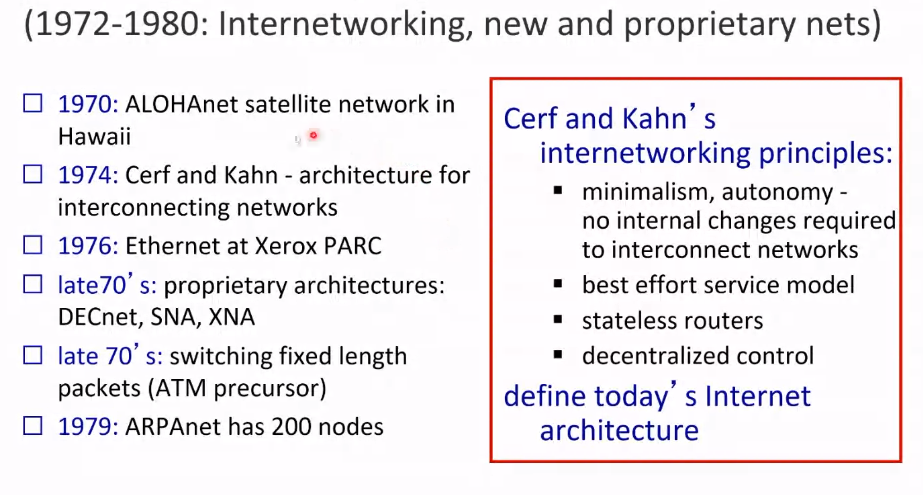 (1972-1980: Internetworking, new and proprietary nets)
1970: ALOHAnet satellite network in
Hawaii
1974: Cerf and Kahn - architecture for
interconnecting networks
1976: Ethernet at Xerox PARC
late70’s: proprietary architectures:
DECnet, SNA, XNA
late 70’s: switching fixed length
packets (ATM precursor)
1979: ARPAnet has 200 nodes
Cerf and Kahn’s
internetworking principles:
minimalism, autonomy -
no internal changes required
to interconnect networks
best effort service model
stateless routers
decentralized control
define today’s Internet
architecture